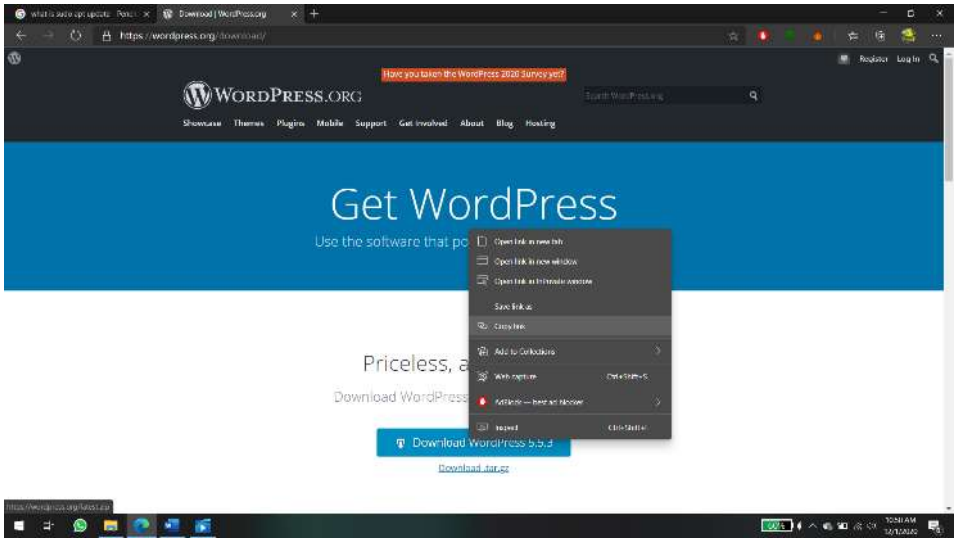 what is sudo apt update - Pencil
Download | WordPress.org
https://wordpress.org/download/
Register Log In
Have you taken the WordPress 2020 Survey yet?
WORDPRESS.ORG
Search WordPress.org
Showcase Themes Plugins Mobile Support Get Involved About Blog Hosting
Get WordPress
Use the software that po
Open link in new tab
Open link in new window
Open link in InPrivate window
Save link as
Copy link
Priceless, a
Add to Collections
Web capture Ctrl+Shift+S
Download WordPress
AdBlock — best ad blocker
Inspect Ctrl+Shift+I
Download WordPress 5.5.3
Download .tar.gz
https://wordpress.org/latest.zip
10:50 AM
12/1/2020